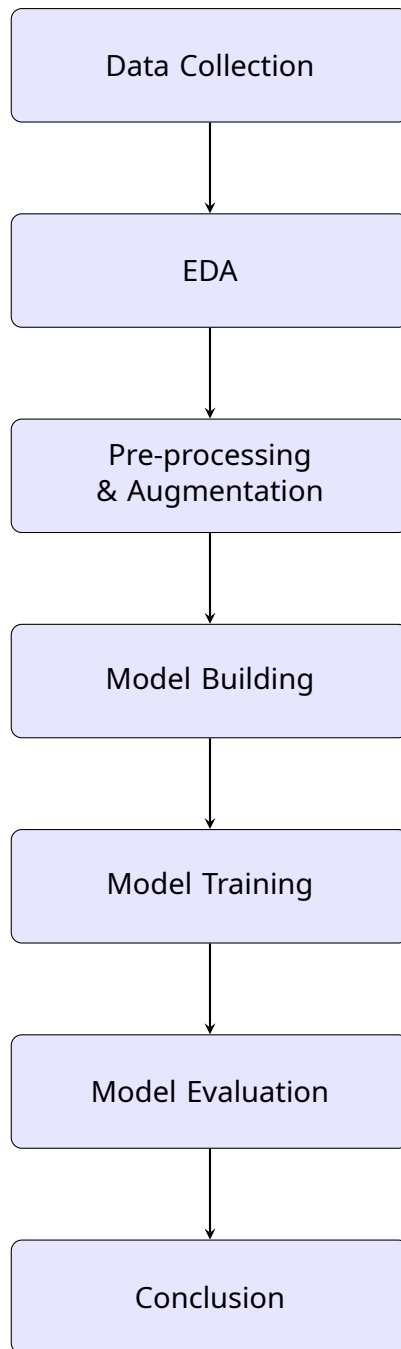 Data Collection
EDA
Pre-processing
& Augmentation
Model Building
Model Training
Model Evaluation
Conclusion